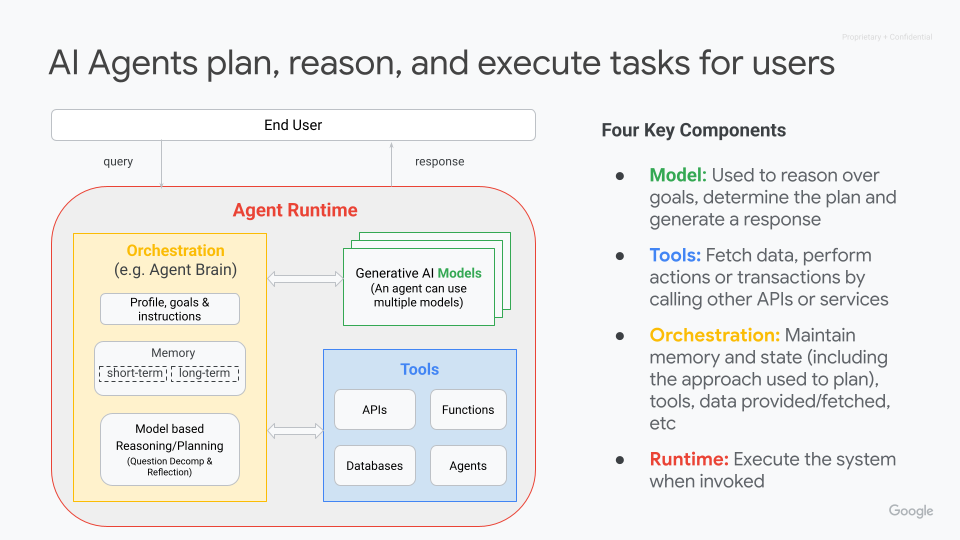 Proprietary + Confidential
AI Agents plan, reason, and execute tasks for users
End User
query
response
Agent Runtime
Orchestration
(e.g. Agent Brain)
Profile, goals &
instructions
Memory
short-term
long-term
Model based
Reasoning/Planning
(Question Decomp &
Reflection)
Generative AI Models
(An agent can use
multiple models)
Tools
APIs
Functions
Databases
Agents
Four Key Components
● Model: Used to reason over
goals, determine the plan and
generate a response
● Tools: Fetch data, perform
actions or transactions by
calling other APIs or services
● Orchestration: Maintain
memory and state (including
the approach used to plan),
tools, data provided/fetched,
etc
● Runtime: Execute the system
when invoked
Google